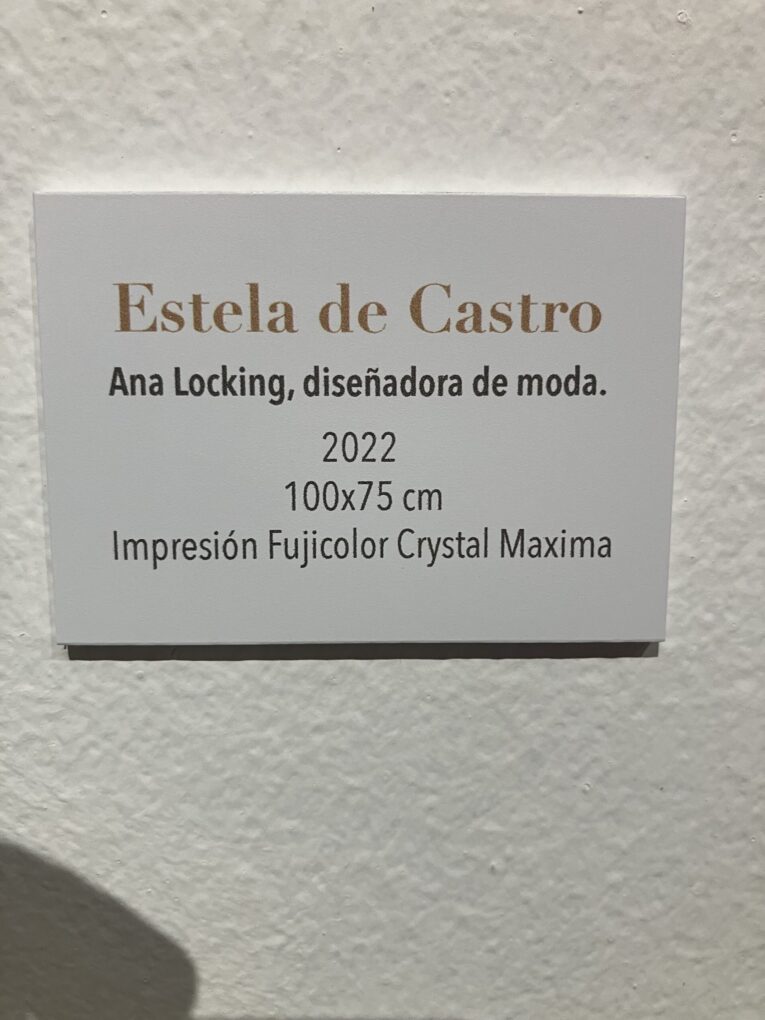 Estela de Castro
Ana Locking, diseñadora de moda.
2022
100x75 cm
Impresión Fujicolor Crystal Maxima